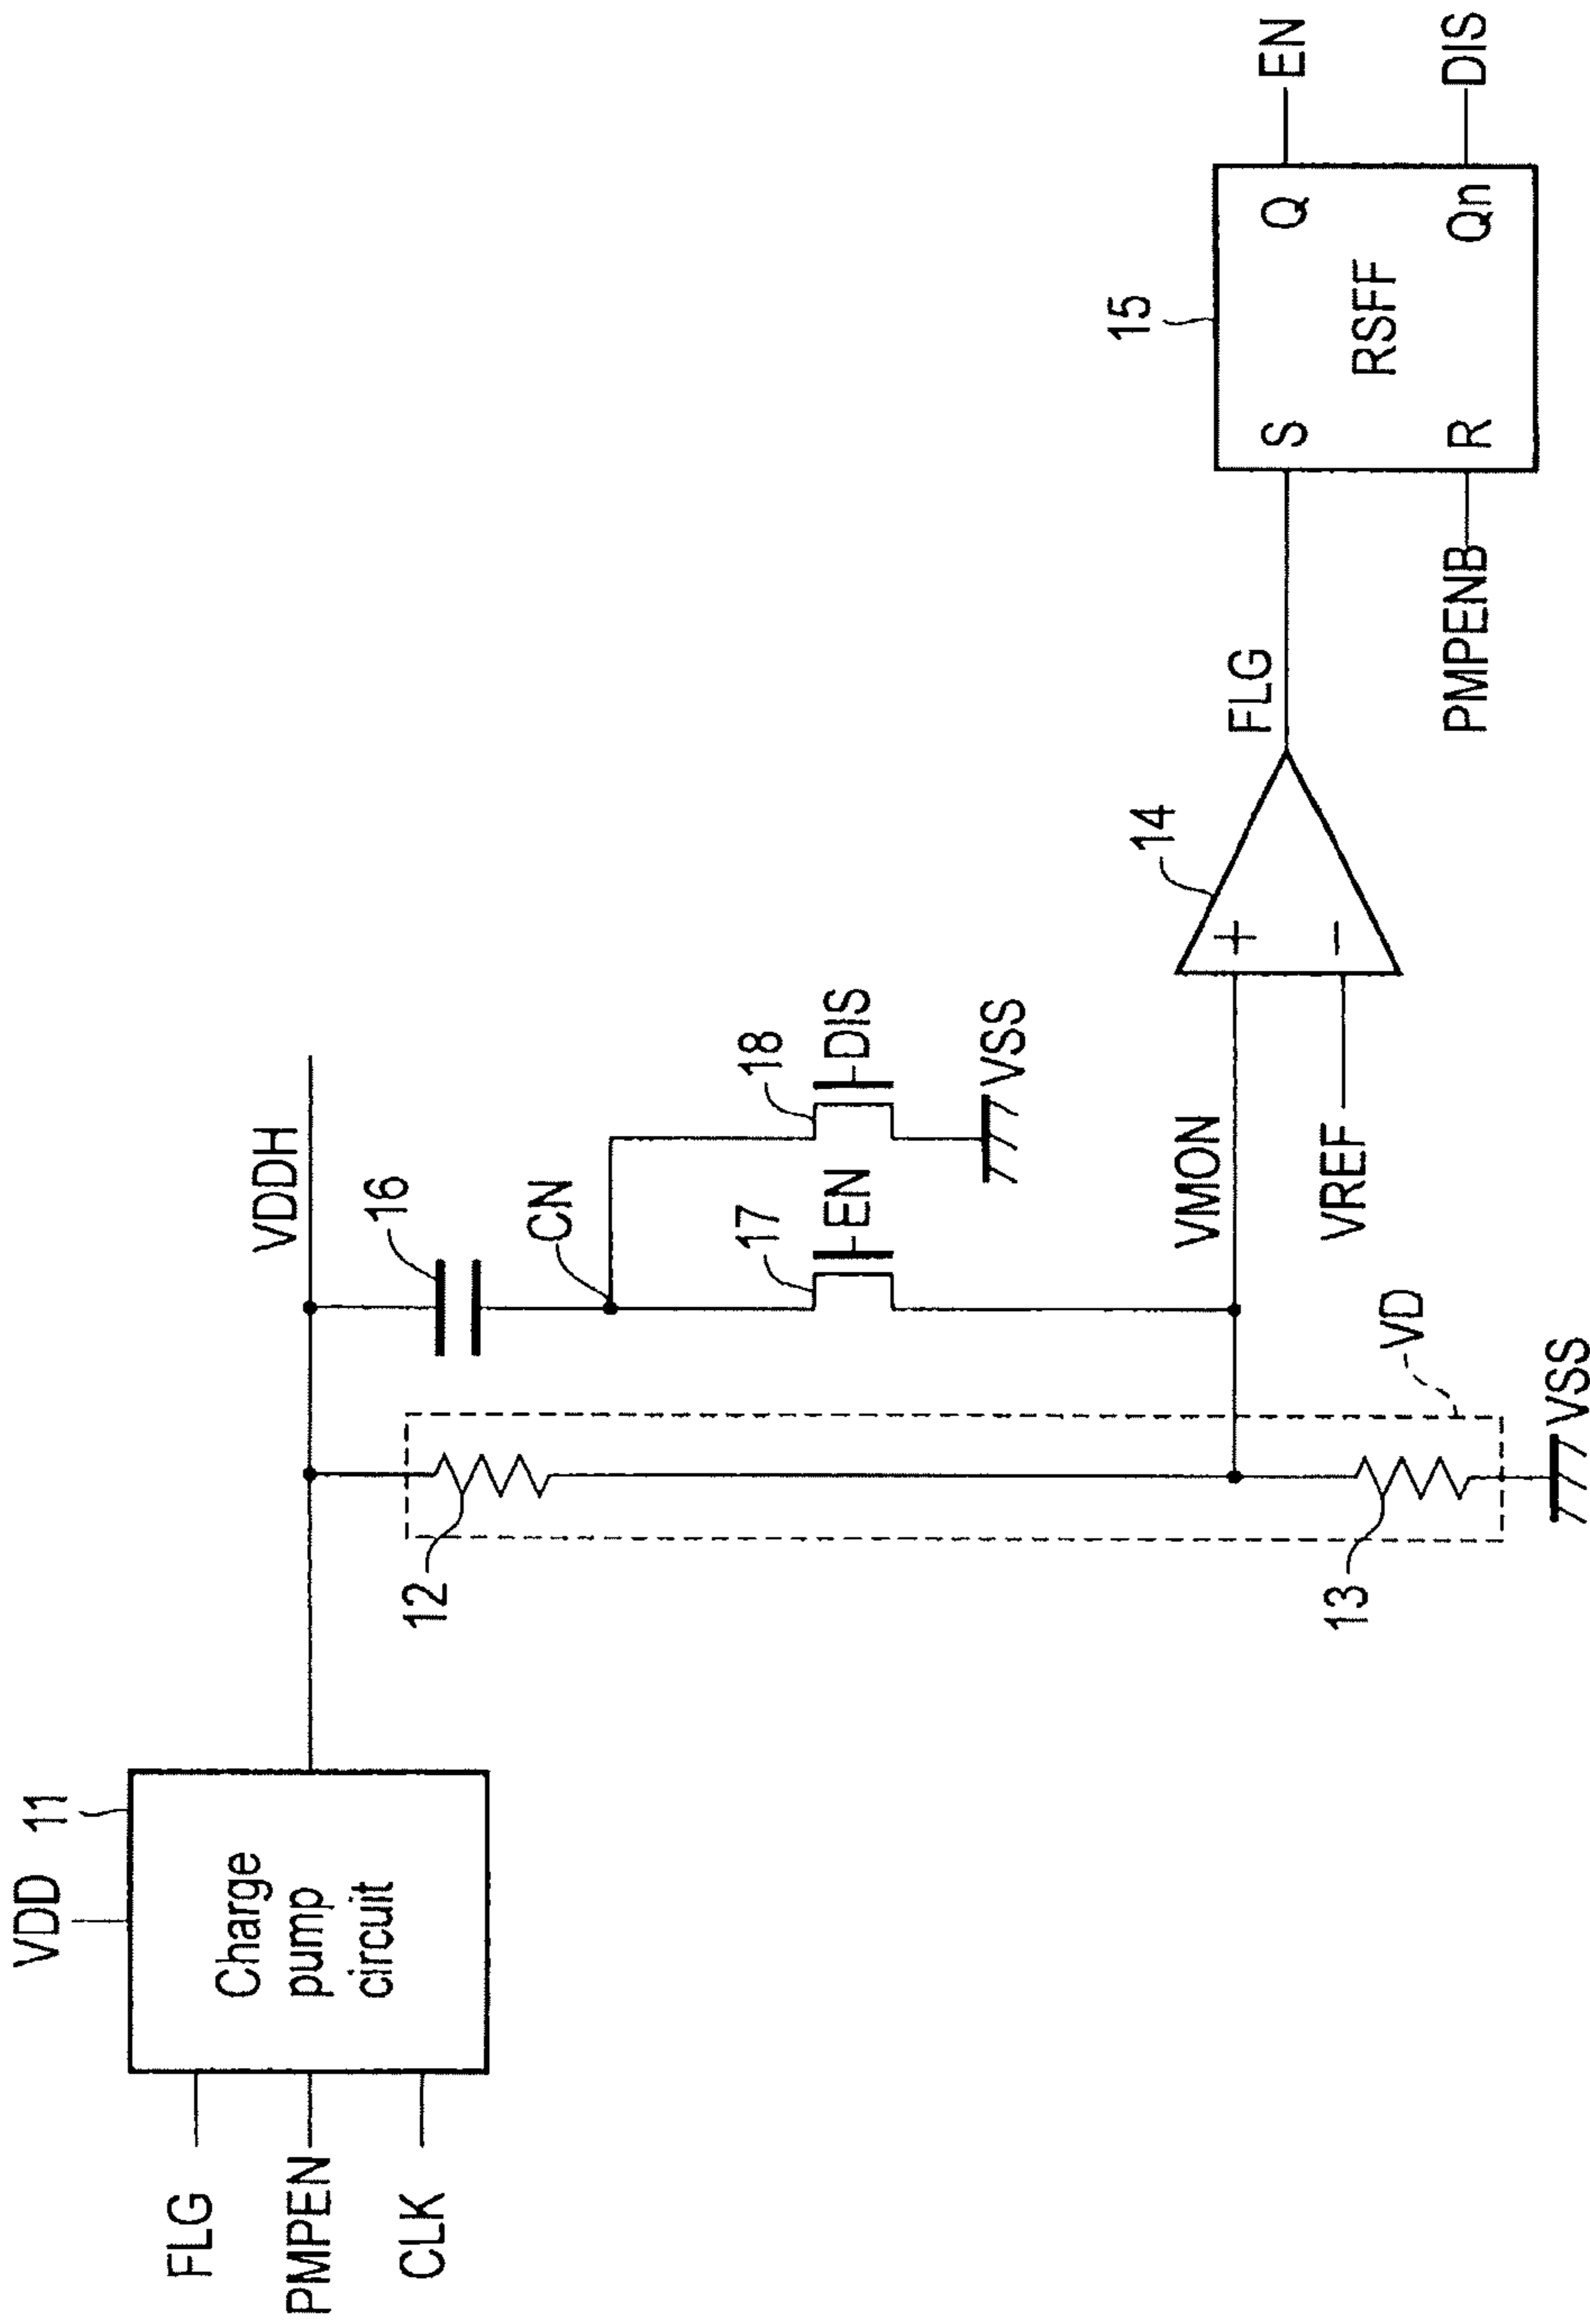 VDD
11
Charge
pump
circuit
FLG
PMPEN
CLK
VDDH
12
13
VD
VSS
16
CN
17
EN
18
DIS
VSS
VMON
VREF
14
FLG
PMPENB
15
S
R
RSFF
Q
Qn
EN
DIS